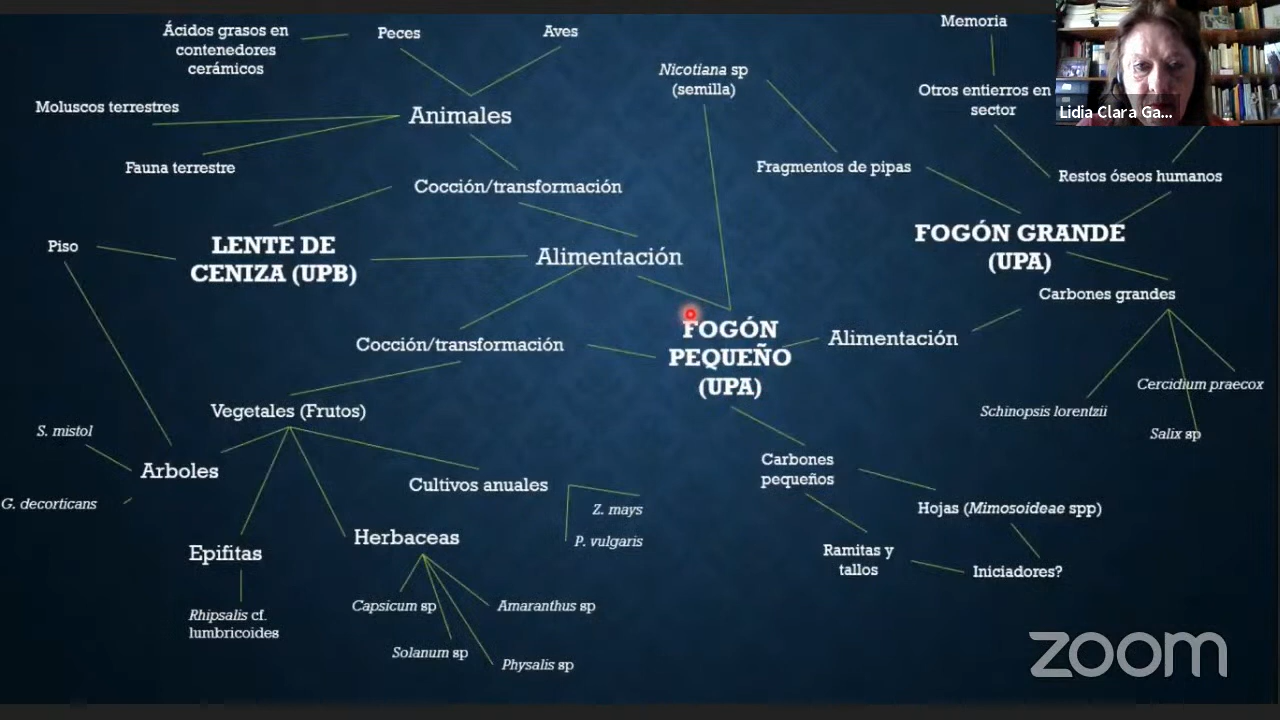 Ácidos grasos en
contenedores
cerámicos
Peces
Aves
Memoria
Nicotiana sp
(semilla)
Otros entierros en
sector
Lidia Clara Ga...
Moluscos terrestres
Animales
Fauna terrestre
Fragmentos de pipas
Restos óseos humanos
Cocción/transformación
Piso
LENTE DE
CENIZA (UPB)
Alimentación
FOGÓN GRANDE
(UPA)
Carbones grandes
FOGÓN
PEQUEÑO
(UPA)
Cocción/transformación
Alimentación
Cercidium praecox
Schinopsis lorentzii
Salix sp
Vegetales (Frutos)
S. mistol
Arboles
G. decorticans
Cultivos anuales
Z. mays
P. vulgaris
Carbones
pequeños
Hojas (Mimosoideae spp)
Ramitas y
tallos
Iniciadores?
Epifitas
Herbaceas
Rhipsalis cf.
lumbricoides
Capsicum sp
Amaranthus sp
Solanum sp
Physalis sp
zoom